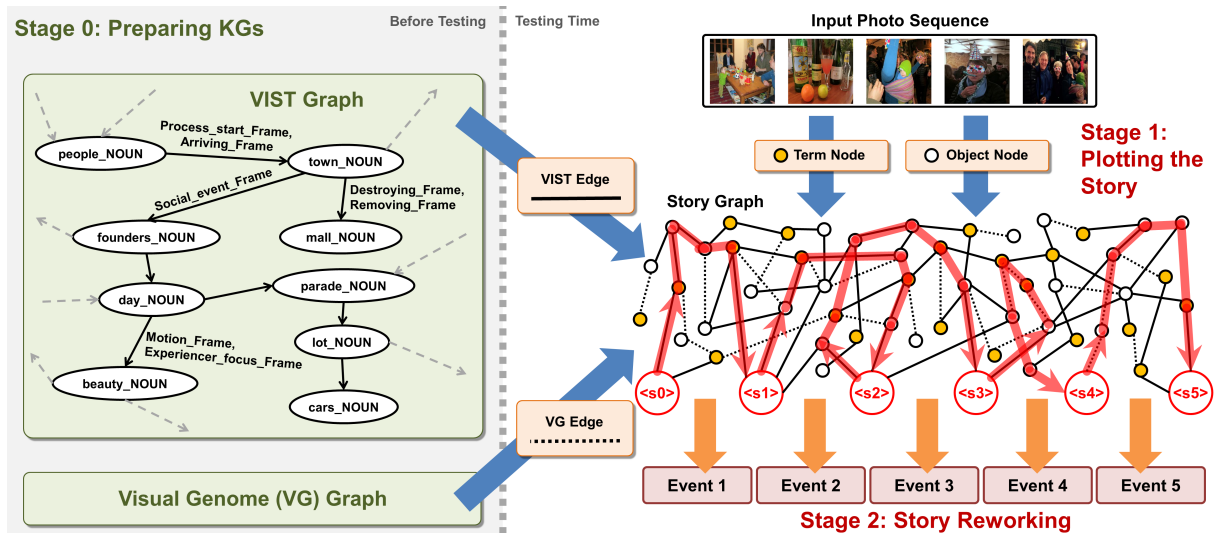 Stage 0: Preparing KGs
Before Testing
Testing Time
VIST Graph
Process_start_Frame,
Arriving_Frame
people_NOUN
town_NOUN
Social_event_Frame
Destroying_Frame,
Removing_Frame
founders_NOUN
mall_NOUN
day_NOUN
parade_NOUN
Motion_Frame,
Experiencer_focus_Frame
lot_NOUN
beauty_NOUN
cars_NOUN
Visual Genome (VG) Graph
VIST Edge
VG Edge
Input Photo Sequence
Term Node
Object Node
Stage 1:
Plotting the
Story
Story Graph
<s0>
<s1>
<s2>
<s3>
<s4>
<s5>
Event 1
Event 2
Event 3
Event 4
Event 5
Stage 2: Story Reworking